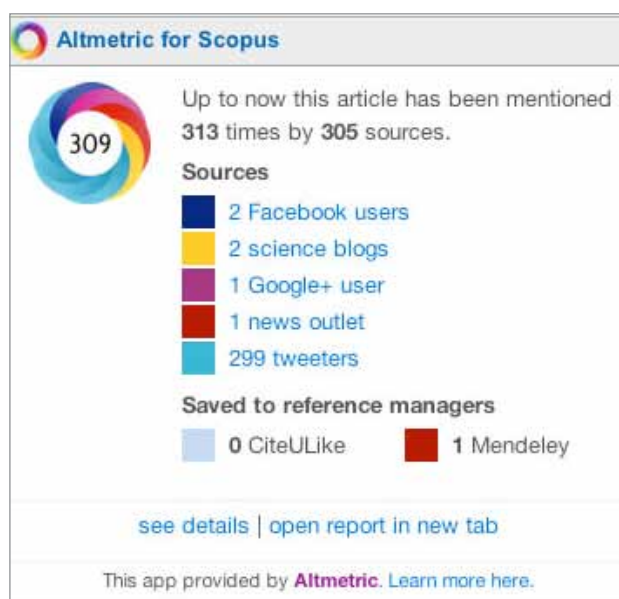 Altmetric for Scopus
309
Up to now this article has been mentioned
313 times by 305 sources.
Sources
2 Facebook users
2 science blogs
1 Google+ user
1 news outlet
299 tweeters
Saved to reference managers
0 CiteULike 1 Mendeley
see details | open report in new tab
This app provided by Altmetric. Learn more here.